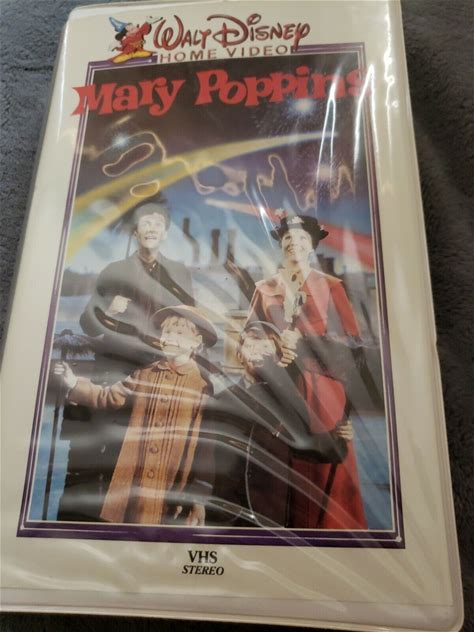 WALT DISNEY
HOME VIDEO
Mary Poppins
VHS
STEREO